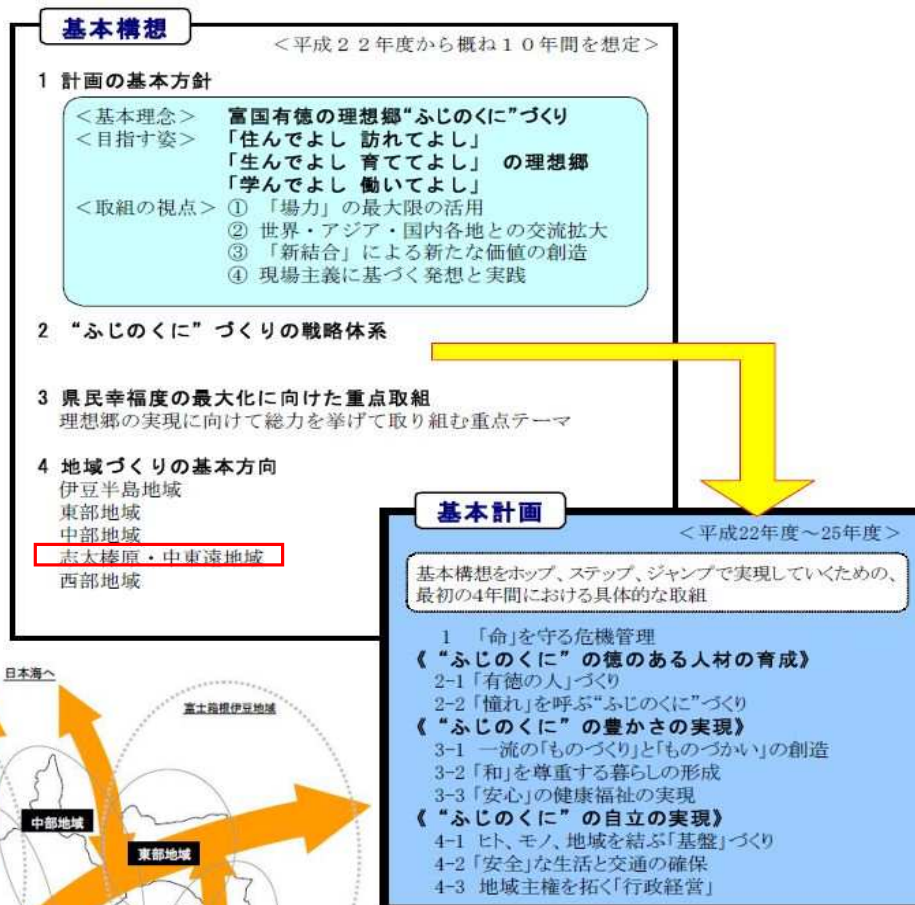 基本構想
＜平成２２年度から概ね１０年間を想定＞
1 計画の基本方針
＜基本理念＞ 富国有徳の理想郷“ふじのくに”づくり
＜目指す姿＞ 「住んでよし 訪れてよし」
「生んでよし 育ててよし」 の理想郷
「学んでよし 働いてよし」
＜取組の視点＞ ① 「場力」の最大限の活用
② 世界・アジア・国内各地との交流拡大
③ 「新結合」による新たな価値の創造
④ 現場主義に基づく発想と実践
2 “ふじのくに”づくりの戦略体系
3 県民幸福度の最大化に向けた重点取組
理想郷の実現に向けて総力を挙げて取り組む重点テーマ
4 地域づくりの基本方向
伊豆半島地域
東部地域
中部地域
志太榛原・中東遠地域
西部地域
基本計画
＜平成22年度～25年度＞
基本構想をホップ、ステップ、ジャンプで実現していくための、
最初の4年間における具体的な取組
1 「命」を守る危機管理
《“ふじのくに”の徳のある人材の育成》
2-1「有徳の人」づくり
2-2「憧れ」を呼ぶ“ふじのくに”づくり
《“ふじのくに”の豊かさの実現》
3-1 一流の「ものづくり」と「ものづかい」の創造
3-2「和」を尊重する暮らしの形成
3-3「安心」の健康福祉の実現
《“ふじのくに”の自立の実現》
4-1 ヒト、モノ、地域を結ぶ「基盤」づくり
4-2「安全」な生活と交通の確保
4-3 地域主権を拓く「行政経営」
日本海へ
富士箱根伊豆地域
中部地域
東部地域